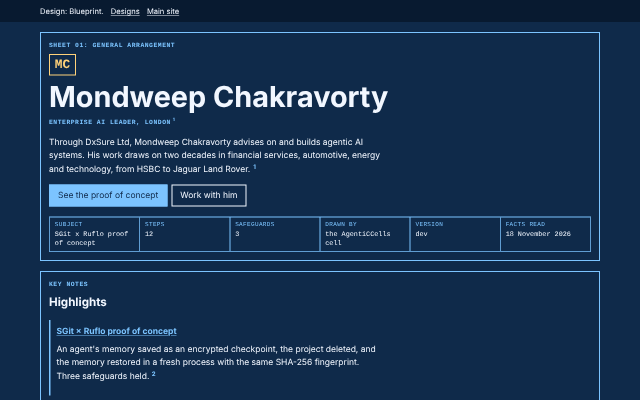 Design: Blueprint. Designs Main site
SHEET 01: GENERAL ARRANGEMENT
MC
Mondweep Chakravorty
ENTERPRISE AI LEADER, LONDON 1
Through DxSure Ltd, Mondweep Chakravorty advises on and builds agentic AI
systems. His work draws on two decades in financial services, automotive, energy
and technology, from HSBC to Jaguar Land Rover. 1
See the proof of concept Work with him
SUBJECT STEPS SAFEGUARDS DRAWN BY VERSION FACTS READ
SGit x Ruflo proof 12 3 the AgentiCCells dev 18 November 2026
of concept cell
KEY NOTES
Highlights
SGit × Ruflo proof of concept
An agent's memory saved as an encrypted checkpoint, the project deleted, and
the memory restored in a fresh process with the same SHA-256 fingerprint.
Three safeguards held. 2